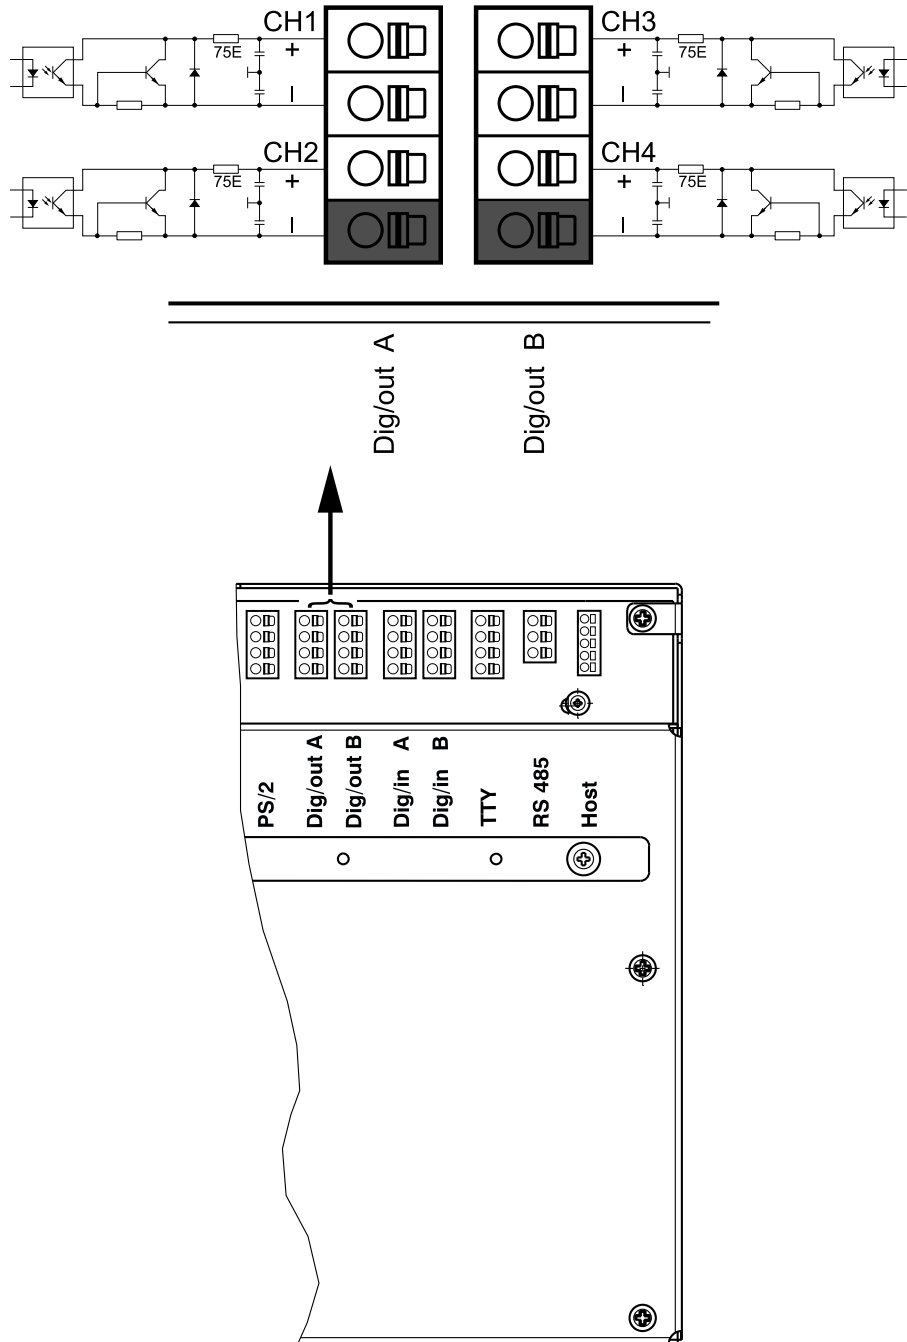 CH1
+
75E
–
CH3
+
75E
–
CH2
+
75E
–
CH4
+
75E
–
Dig/out A
Dig/out B
PS/2
Dig/out A
Dig/out B
Dig/in A
Dig/in B
TTY
RS 485
Host